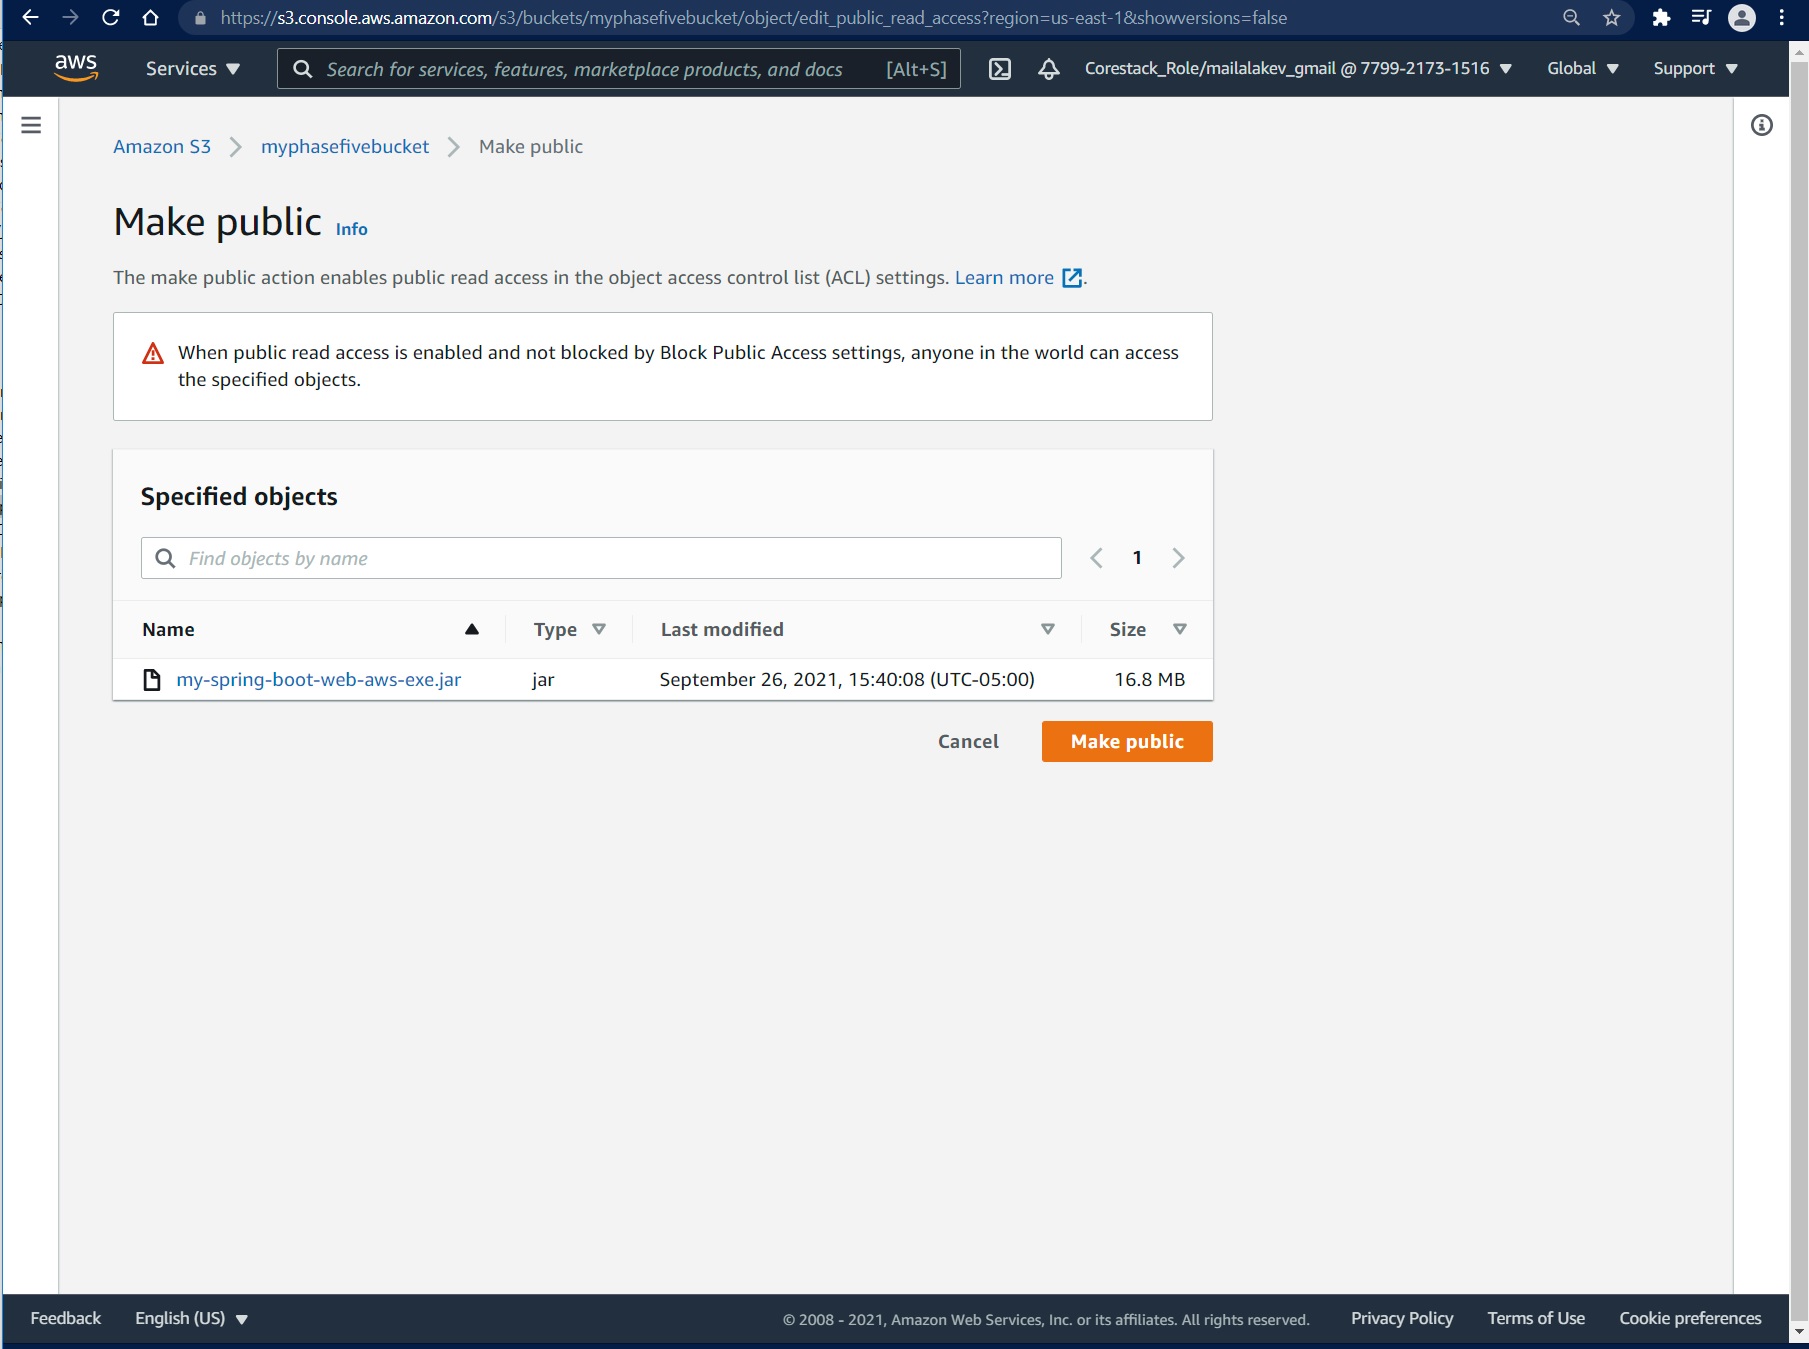 https://s3.console.aws.amazon.com/s3/buckets/myphasefivebucket/object/edit_public_read_access?region=us-east-1&showversions=false
aws Services Search for services, features, marketplace products, and docs [Alt+S] Corestack_Role/mailalakev_gmail @ 7799-2173-1516 Global Support
Amazon S3 myphasefivebucket Make public
Make public Info
The make public action enables public read access in the object access control list (ACL) settings. Learn more.
When public read access is enabled and not blocked by Block Public Access settings, anyone in the world can access
the specified objects.
Specified objects
Find objects by name 1
Name Type Last modified Size
my-spring-boot-web-aws-exe.jar jar September 26, 2021, 15:40:08 (UTC-05:00) 16.8 MB
Cancel Make public
Feedback English (US) © 2008 - 2021, Amazon Web Services, Inc. or its affiliates. All rights reserved. Privacy Policy Terms of Use Cookie preferences